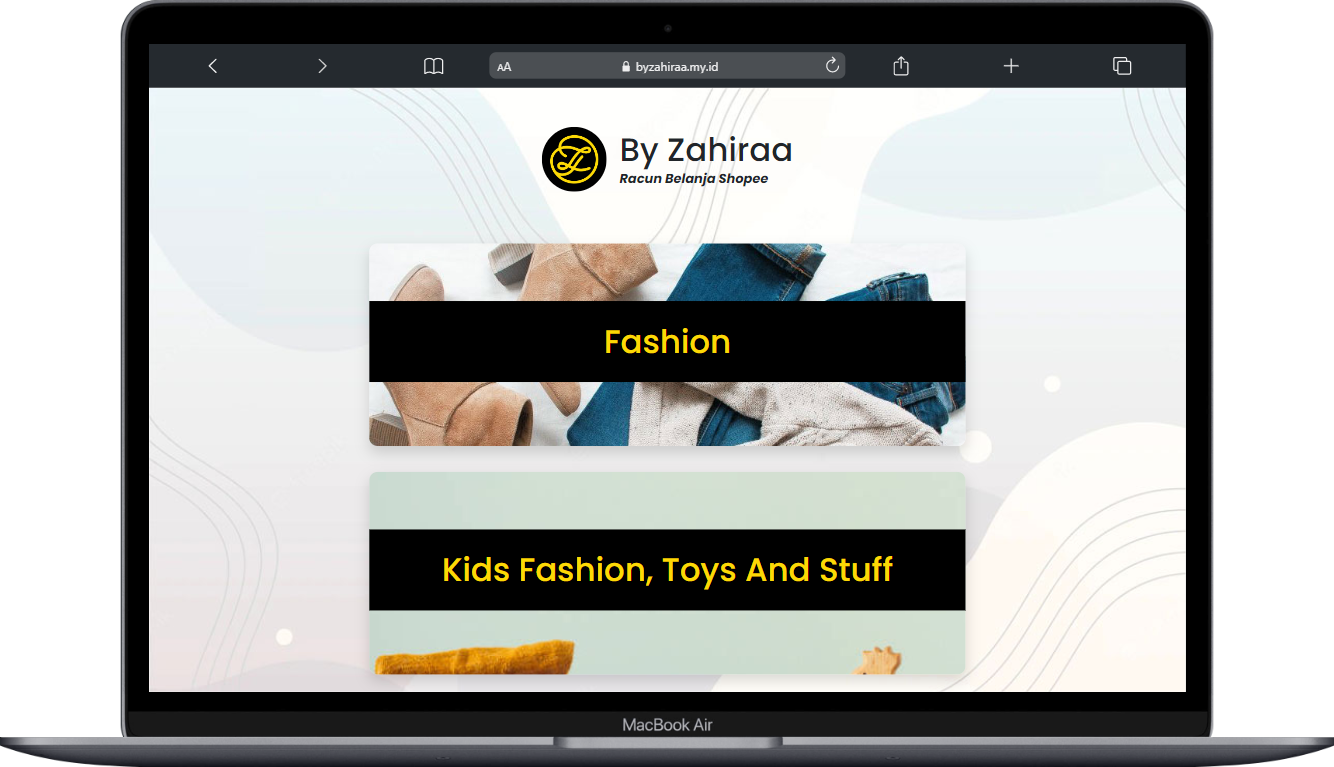 AA
byzahiraa.my.id
By Zahiraa
Racun Belanja Shopee
Fashion
Kids Fashion, Toys And Stuff
MacBook Air